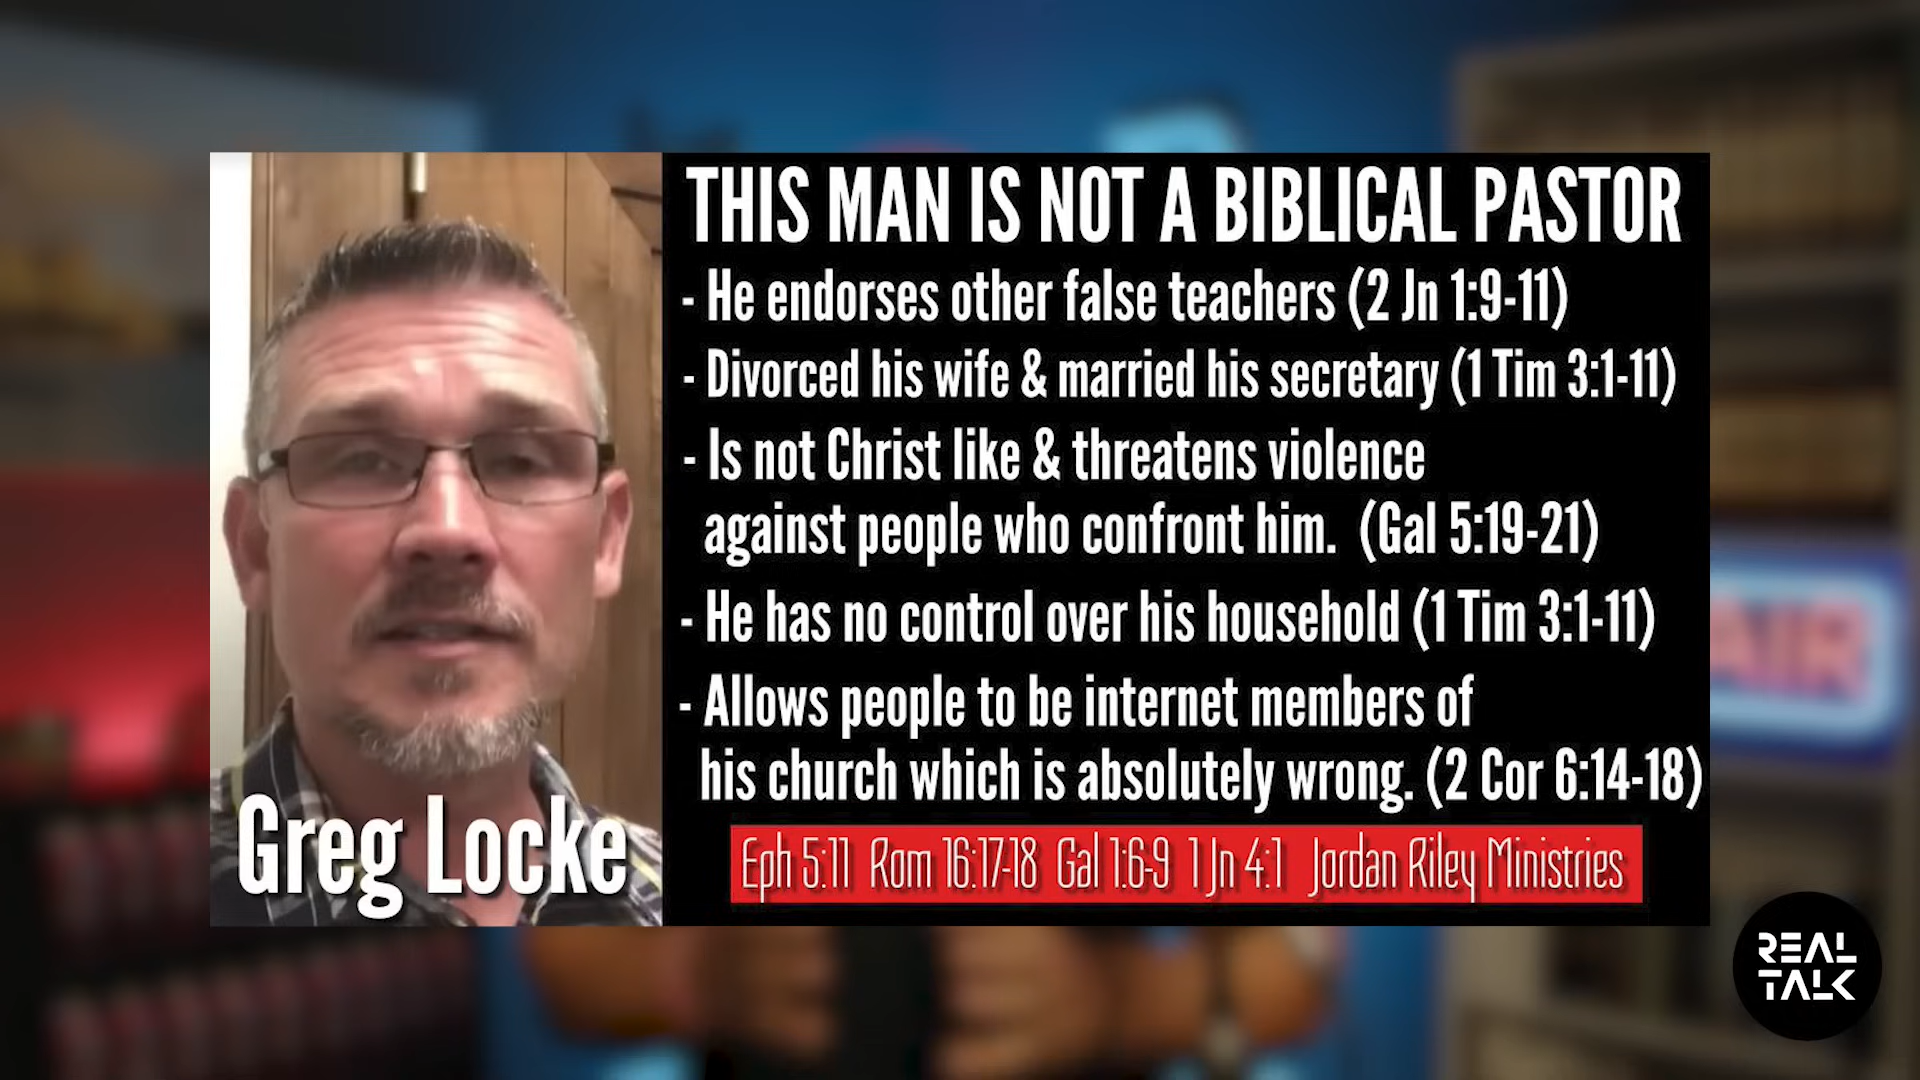 THIS MAN IS NOT A BIBLICAL PASTOR
- He endorses other false teachers (2 Jn 1:9-11)
- Divorced his wife & married his secretary (1 Tim 3:1-11)
- Is not Christ like & threatens violence
against people who confront him. (Gal 5:19-21)
- He has no control over his household (1 Tim 3:1-11)
- Allows people to be internet members of
his church which is absolutely wrong. (2 Cor 6:14-18)
Greg Locke
Eph 5:11 Rom 16:17-18 Gal 1:6-9 1 Jn 4:1 Jordan Riley Ministries
AIR
REAL
TALK